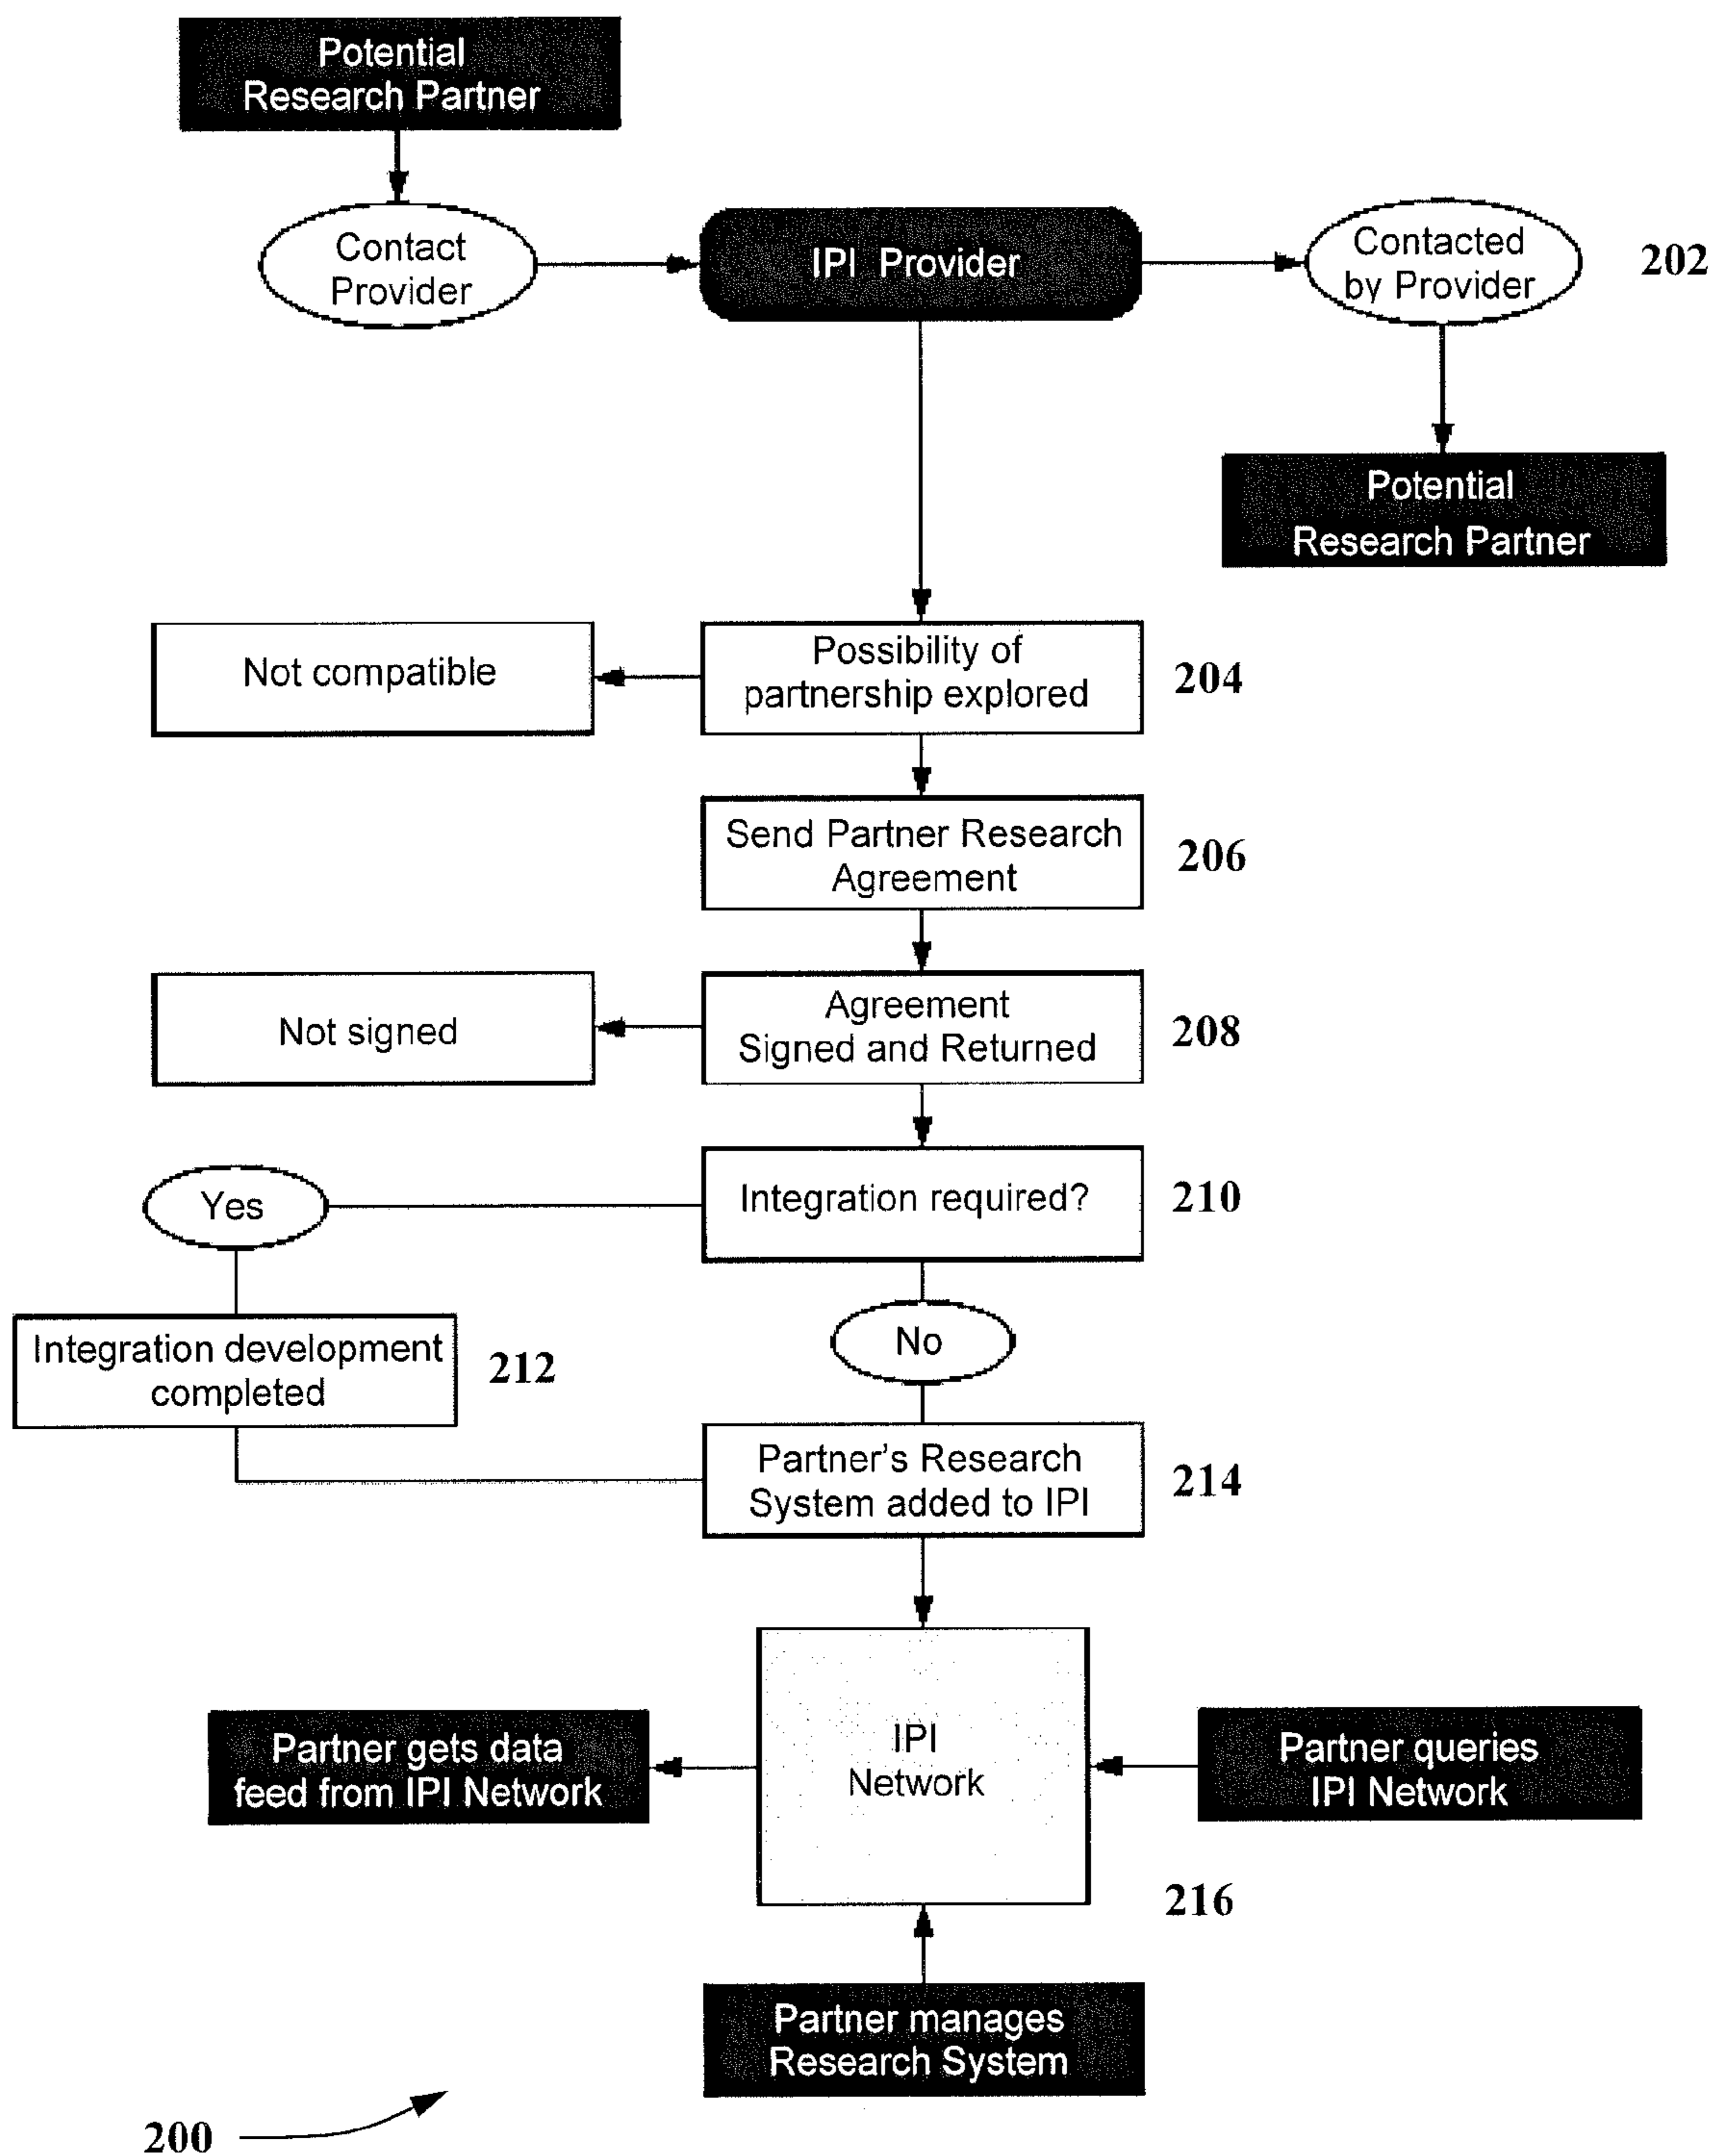 Potential
Research Partner
Contact
Provider
IPI Provider
Contacted
by Provider
202
Potential
Research Partner
Not compatible
Possibility of
partnership explored
204
Send Partner Research
Agreement
206
Not signed
Agreement
Signed and Returned
208
Yes
Integration required?
210
Integration development
completed
212
No
Partner's Research
System added to IPI
214
Partner gets data
feed from IPI Network
IPI
Network
Partner queries
IPI Network
216
Partner manages
Research System
200